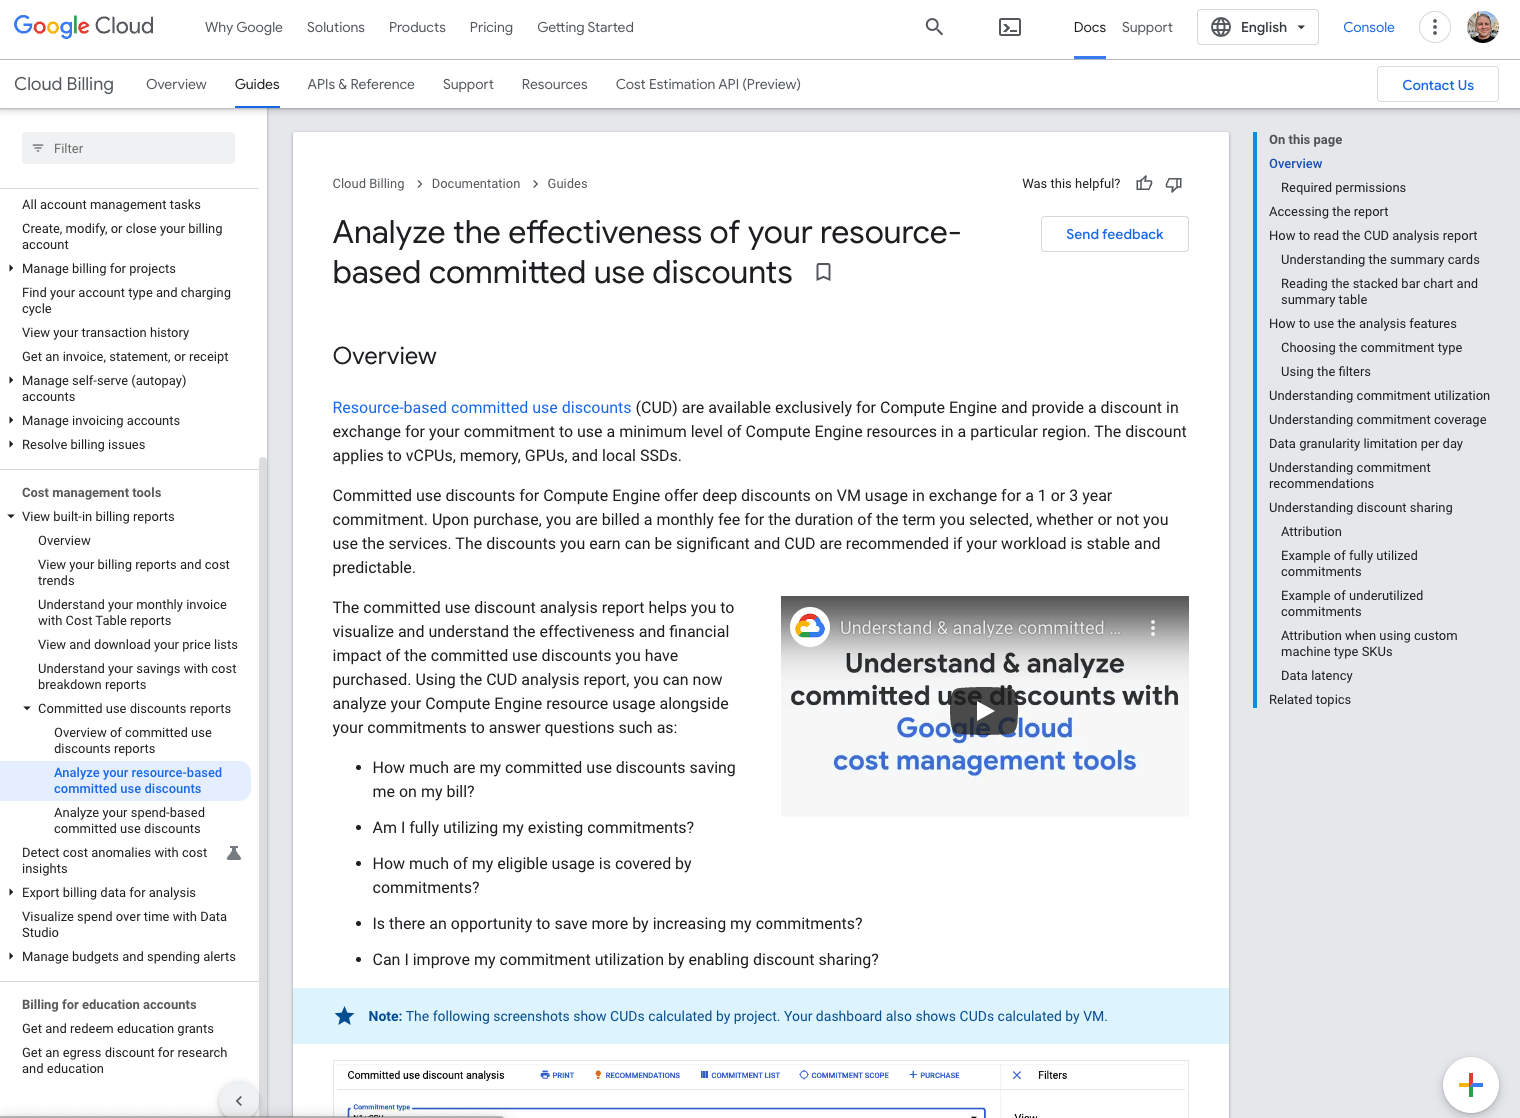 Google Cloud
Why Google
Solutions
Products
Pricing
Getting Started
Docs
Support
English
Console
Cloud Billing
Overview
Guides
APIs & Reference
Support
Resources
Cost Estimation API (Preview)
Contact Us
Filter
All account management tasks
Create, modify, or close your billing
account
Manage billing for projects
Find your account type and charging
cycle
View your transaction history
Get an invoice, statement, or receipt
Manage self-serve (autopay)
accounts
Manage invoicing accounts
Resolve billing issues
Cost management tools
View built-in billing reports
Overview
View your billing reports and cost
trends
Understand your monthly invoice
with Cost Table reports
View and download your price lists
Understand your savings with cost
breakdown reports
Committed use discounts reports
Overview of committed use
discounts reports
Analyze your resource-based
committed use discounts
Analyze your spend-based
committed use discounts
Detect cost anomalies with cost
insights
Export billing data for analysis
Visualize spend over time with Data
Studio
Manage budgets and spending alerts
Billing for education accounts
Get and redeem education grants
Get an egress discount for research
and education
Cloud Billing > Documentation > Guides
Was this helpful?
Analyze the effectiveness of your resource-
based committed use discounts
Send feedback
Overview
Resource-based committed use discounts (CUD) are available exclusively for Compute Engine and provide a discount in
exchange for your commitment to use a minimum level of Compute Engine resources in a particular region. The discount
applies to vCPUs, memory, GPUs, and local SSDs.
Committed use discounts for Compute Engine offer deep discounts on VM usage in exchange for a 1 or 3 year
commitment. Upon purchase, you are billed a monthly fee for the duration of the term you selected, whether or not you
use the services. The discounts you earn can be significant and CUD are recommended if your workload is stable and
predictable.
The committed use discount analysis report helps you to
visualize and understand the effectiveness and financial
impact of the committed use discounts you have
purchased. Using the CUD analysis report, you can now
analyze your Compute Engine resource usage alongside
your commitments to answer questions such as:
Understand & analyze committed ...
Understand & analyze
committed use discounts with
Google Cloud
cost management tools
• How much are my committed use discounts saving
me on my bill?
• Am I fully utilizing my existing commitments?
• How much of my eligible usage is covered by
commitments?
• Is there an opportunity to save more by increasing my commitments?
• Can I improve my commitment utilization by enabling discount sharing?
Note: The following screenshots show CUDs calculated by project. Your dashboard also shows CUDs calculated by VM.
Committed use discount analysis
PRINT
RECOMMENDATIONS
COMMITMENT LIST
COMMITMENT SCOPE
PURCHASE
Filters
Commitment type
View
On this page
Overview
Required permissions
Accessing the report
How to read the CUD analysis report
Understanding the summary cards
Reading the stacked bar chart and
summary table
How to use the analysis features
Choosing the commitment type
Using the filters
Understanding commitment utilization
Understanding commitment coverage
Data granularity limitation per day
Understanding commitment
recommendations
Understanding discount sharing
Attribution
Example of fully utilized
commitments
Example of underutilized
commitments
Attribution when using custom
machine type SKUs
Data latency
Related topics